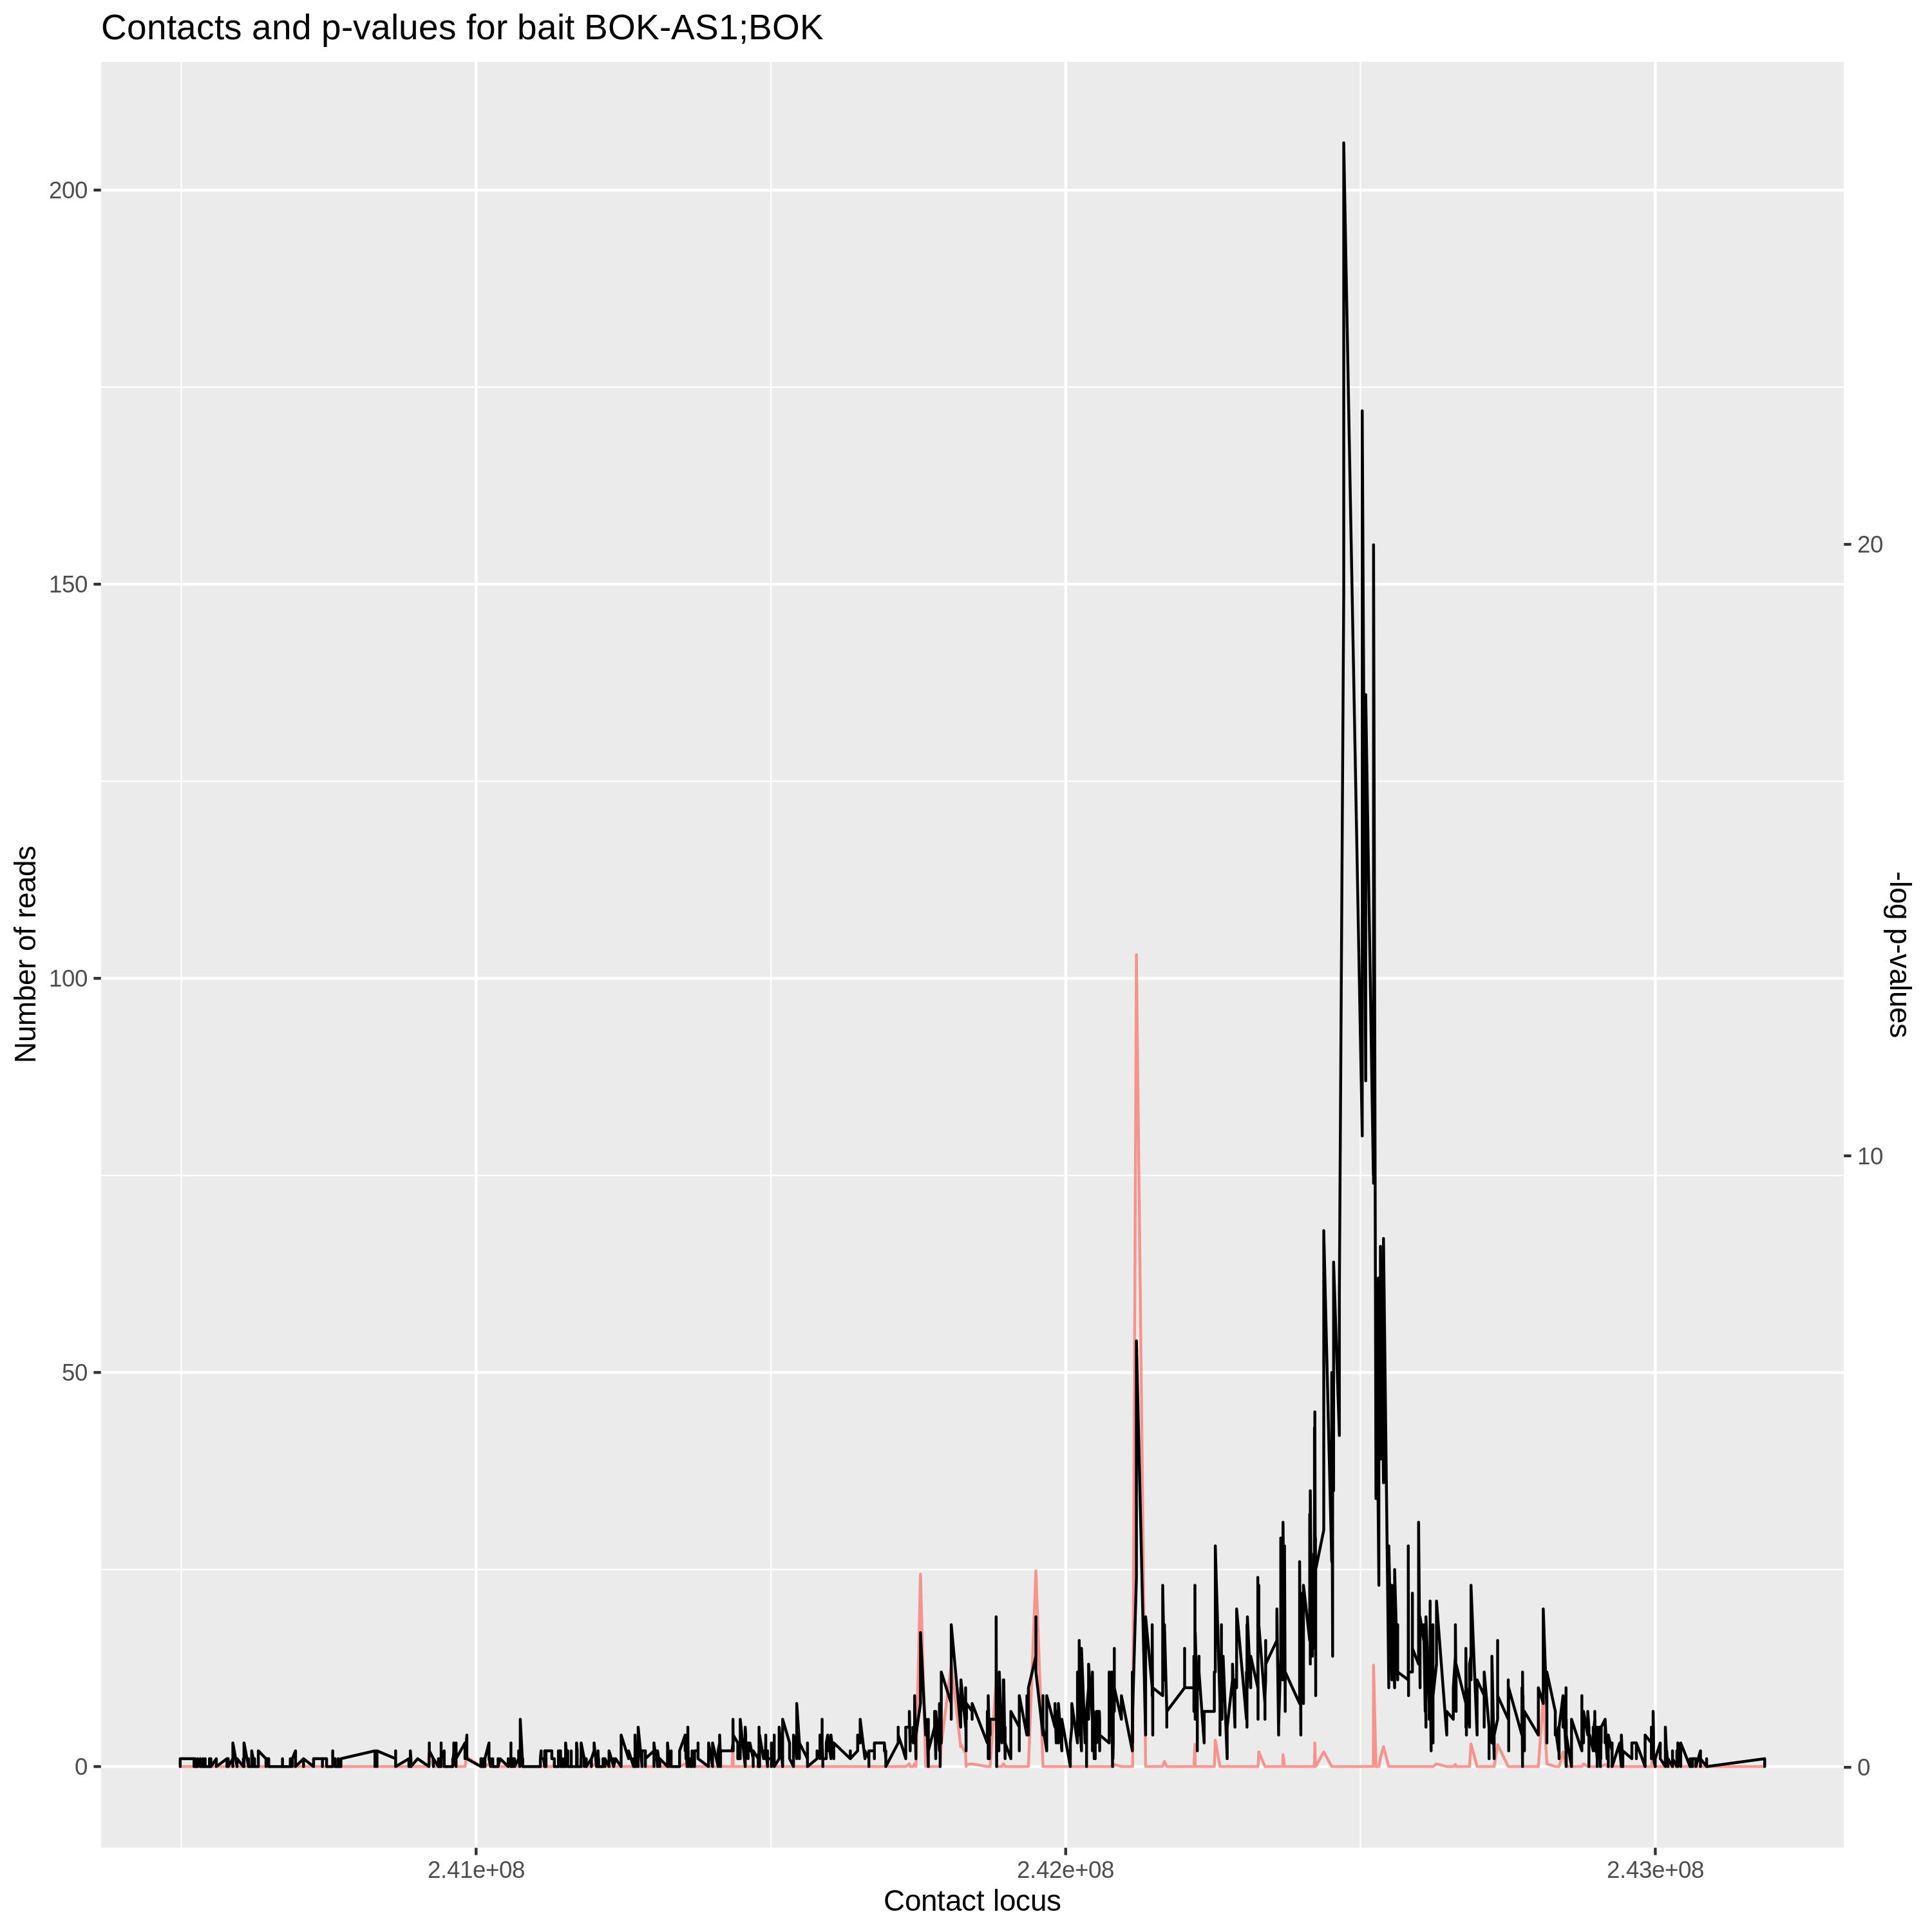 Contacts and p-values for bait BOK-AS1;BOK
200
150
100
50
0
Number of reads
20
10
0
-log p-values
2.41e+08
2.42e+08
2.43e+08
Contact locus